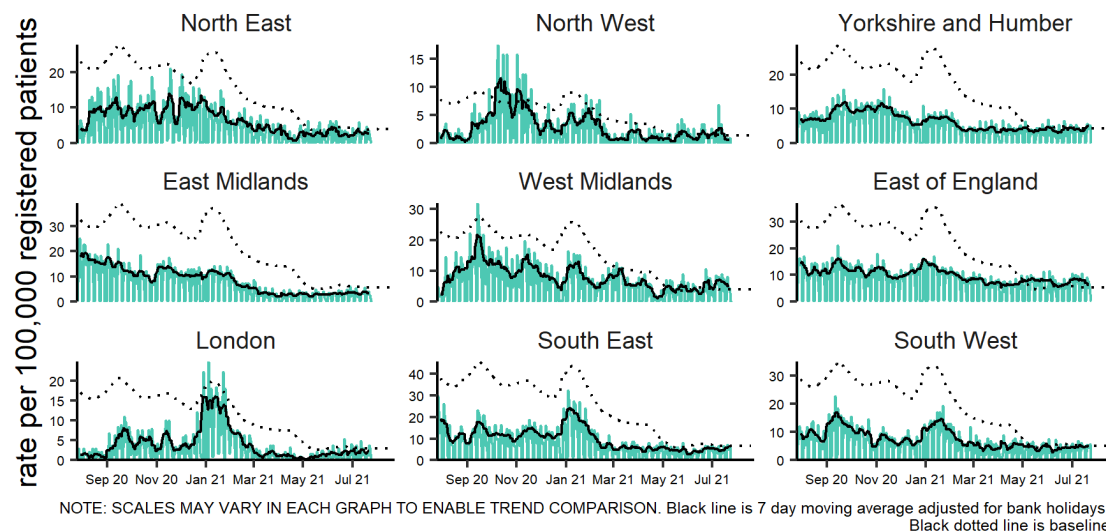 rate per 100,000 registered patients
North East
North West
Yorkshire and Humber
20
10
0
15
10
5
0
20
10
0
East Midlands
West Midlands
East of England
30
20
10
0
30
20
10
0
30
20
10
0
London
South East
South West
20
15
10
5
0
40
30
20
10
0
30
20
10
0
Sep 20 Nov 20 Jan 21 Mar 21 May 21 Jul 21
Sep 20 Nov 20 Jan 21 Mar 21 May 21 Jul 21
Sep 20 Nov 20 Jan 21 Mar 21 May 21 Jul 21
NOTE: SCALES MAY VARY IN EACH GRAPH TO ENABLE TREND COMPARISON. Black line is 7 day moving average adjusted for bank holidays
Black dotted line is baseline